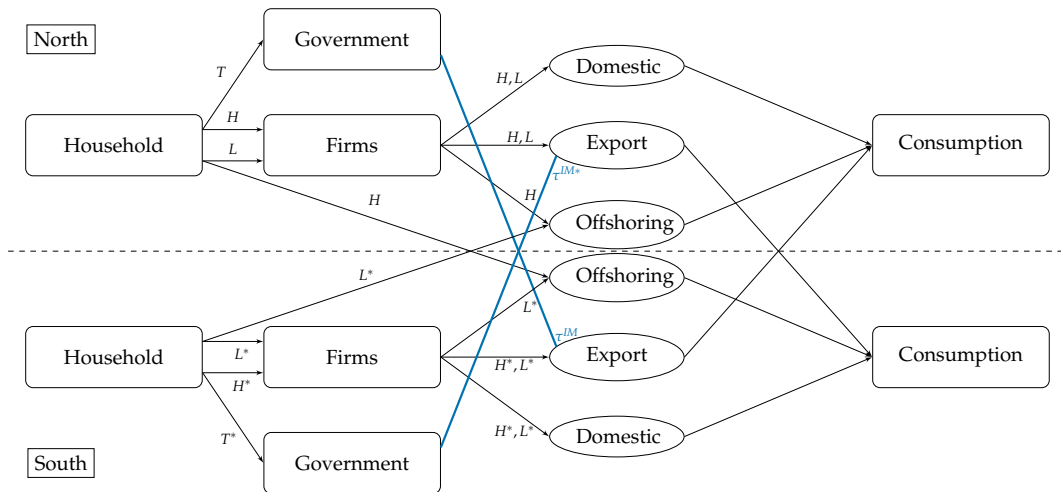 North
Government
T
H, L
Domestic
Household
H
L
Firms
H, L
Export
Consumption
τ^{IM*}
H
H
Offshoring
L*
Offshoring
L*
τ^{IM}
Household
L*
H*
Firms
H*, L*
Export
Consumption
T*
H*, L*
Domestic
South
Government